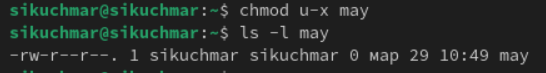 sikuchmar@sikuchmar:~$ chmod u-x may
sikuchmar@sikuchmar:~$ ls -l may
-rw-r--r--. 1 sikuchmar sikuchmar 0 мар 29 10:49 may